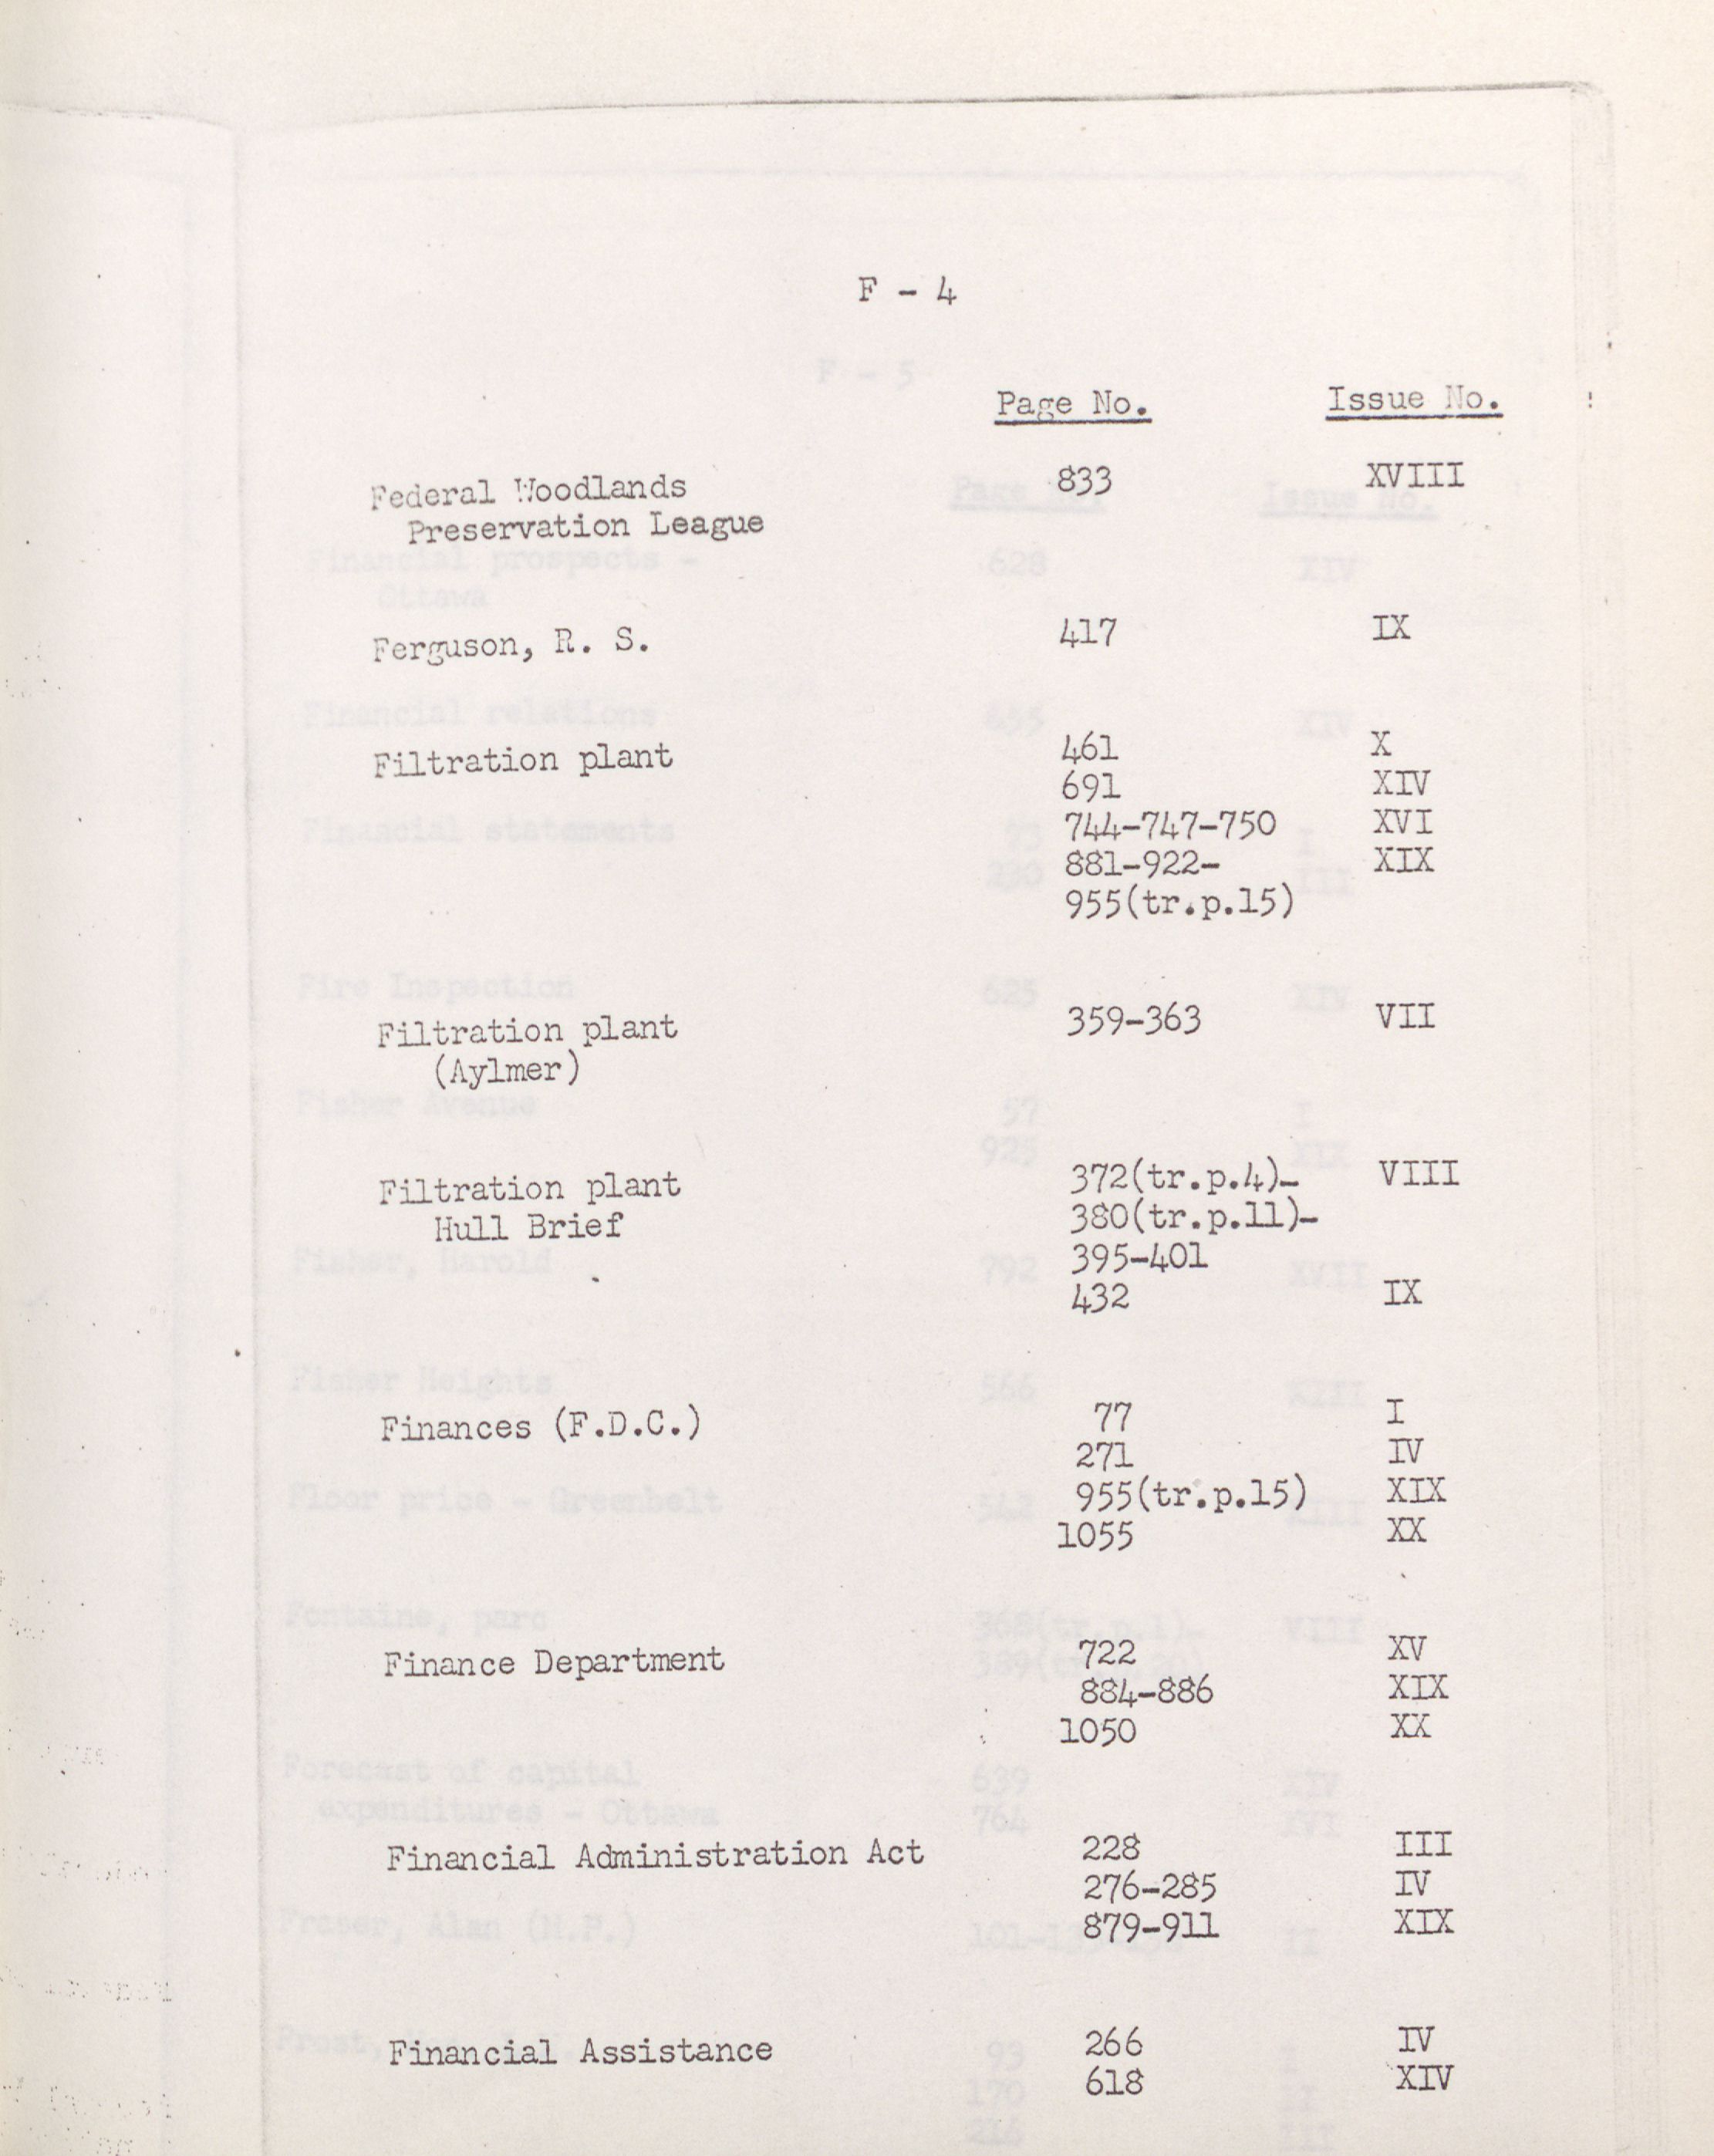 F - 4
Page No. Issue No.
Federal Woodlands 833 XVIII
Preservation League
Ferguson, R. S. 417 IX
Filtration plant 461 X
691 XIV
744-747-750 XVI
881-922- XIX
955(tr.p.15)
Filtration plant 359-363 VII
(Aylmer)
Filtration plant 372(tr.p.4)- VIII
Hull Brief 380(tr.p.11)-
395-401
432 IX
Finances (F.D.C.) 77 I
271 IV
955(tr.p.15) XIX
1055 XX
Finance Department 722 XV
884-886 XIX
1050 XX
Financial Administration Act 228 III
276-285 IV
879-911 XIX
Financial Assistance 266 IV
618 XIV